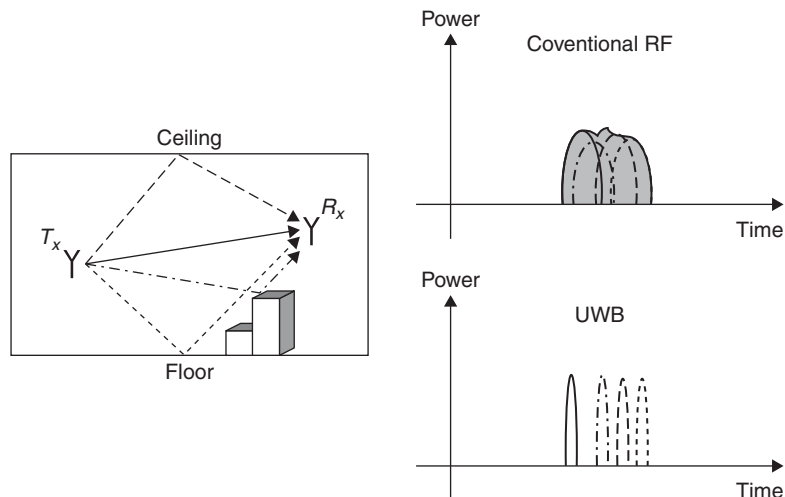 Ceiling
Tx
Rx
Floor
Power
Coventional RF
Time
Power
UWB
Time